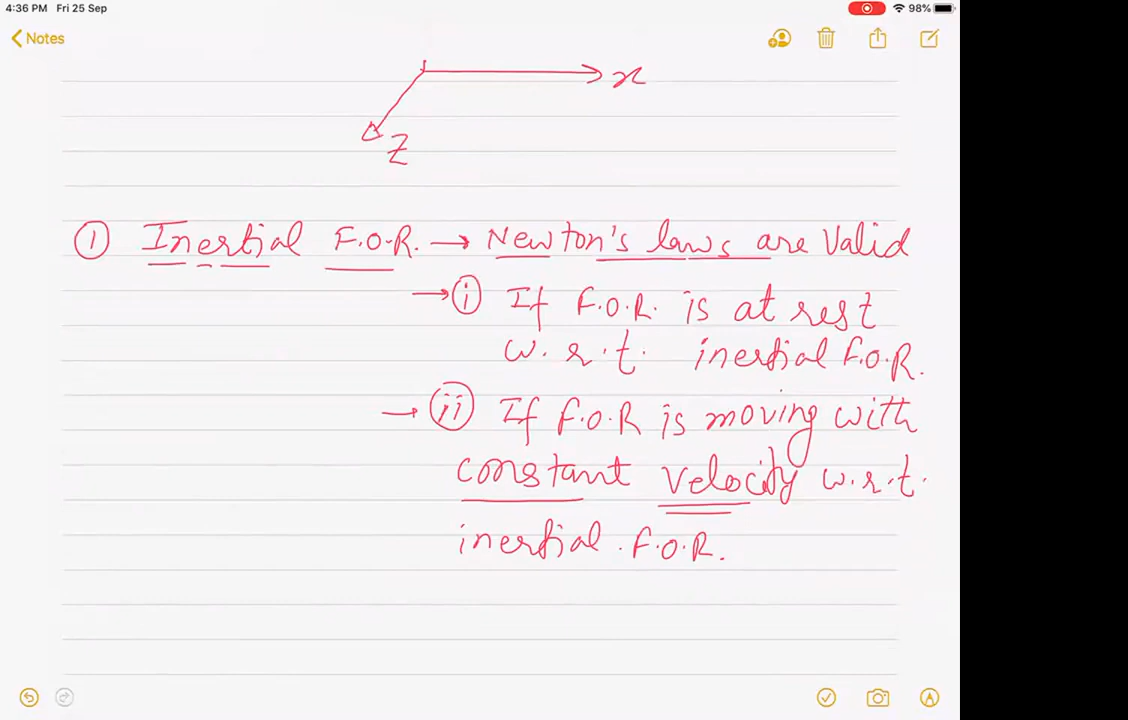 4:36 PM Fri 25 Sep
98%
Notes
x
Z
① Inertial F.O.R. → Newton's laws are valid
→ (i) If F.O.R. is at rest
w.r.t. inertial F.O.R.
→ (ii) If F.O.R is moving with
constant velocity w.r.t.
inertial F.O.R.